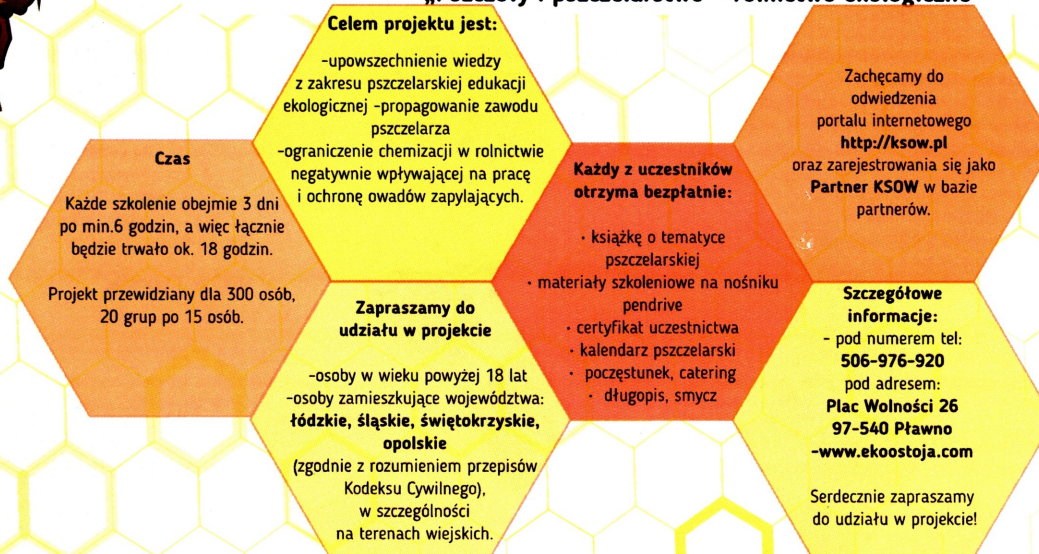 Celem projektu jest:
-upowszechnienie wiedzy
z zakresu pszczelarskiej edukacji
ekologicznej -propagowanie zawodu
pszczelarza
-ograniczenie chemizacji w rolnictwie
negatywnie wpływającej na pracę
i ochronę owadów zapylających.
Czas
Każde szkolenie obejmie 3 dni
po min.6 godzin, a więc łącznie
będzie trwało ok. 18 godzin.
Projekt przewidziany dla 300 osób,
20 grup po 15 osób.
Zapraszamy do
udziału w projekcie
-osoby w wieku powyżej 18 lat
-osoby zamieszkujące województwa:
łódzkie, śląskie, świętokrzyskie,
opolskie
(zgodnie z rozumieniem przepisów
Kodeksu Cywilnego),
w szczególności
na terenach wiejskich.
Każdy z uczestników
otrzyma bezpłatnie:
· książkę o tematyce
pszczelarskiej
· materiały szkoleniowe na nośniku
pendrive
· certyfikat uczestnictwa
· kalendarz pszczelarski
· poczęstunek, catering
· długopis, smycz
Zachęcamy do
odwiedzenia
portalu internetowego
http://ksow.pl
oraz zarejestrowania się jako
Partner KSOW w bazie
partnerów.
Szczegółowe
informacje:
- pod numerem tel:
506-976-920
pod adresem:
Plac Wolności 26
97-540 Pławno
-www.ekoostoja.com
Serdecznie zapraszamy
do udziału w projekcie!